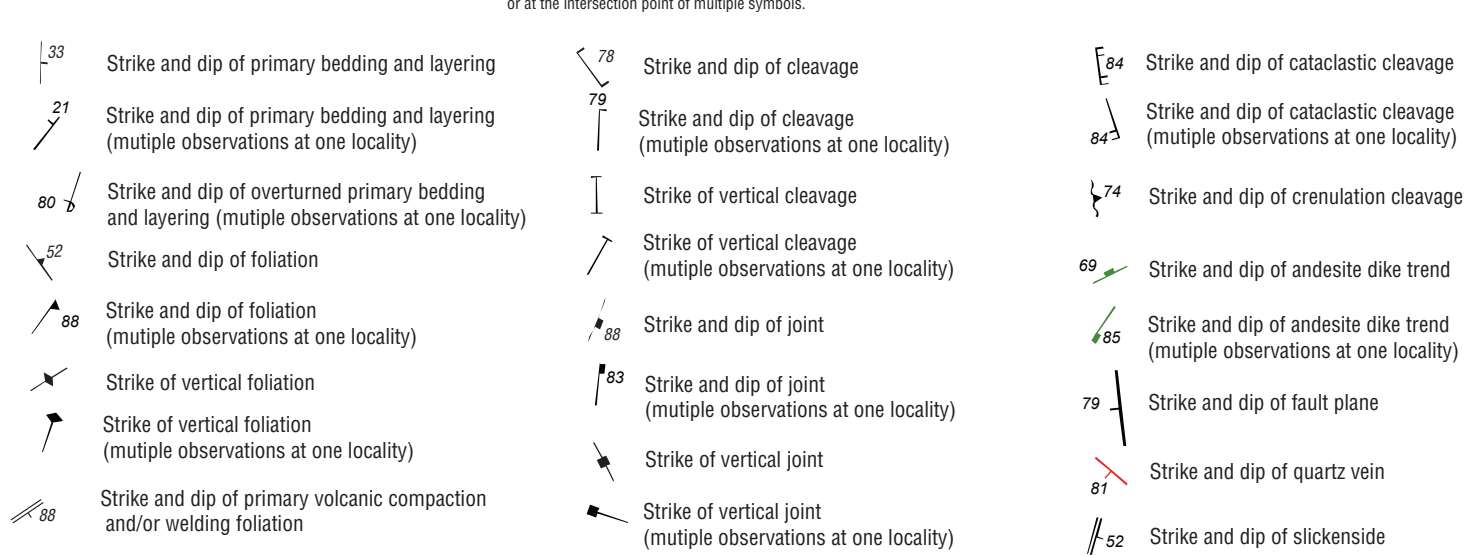 or at the intersection point of multiple symbols.
33
Strike and dip of primary bedding and layering
21
Strike and dip of primary bedding and layering
(mutiple observations at one locality)
80
Strike and dip of overturned primary bedding
and layering (mutiple observations at one locality)
52
Strike and dip of foliation
88
Strike and dip of foliation
(mutiple observations at one locality)
Strike of vertical foliation
Strike of vertical foliation
(mutiple observations at one locality)
88
Strike and dip of primary volcanic compaction
and/or welding foliation
78
Strike and dip of cleavage
79
Strike and dip of cleavage
(mutiple observations at one locality)
Strike of vertical cleavage
Strike of vertical cleavage
(mutiple observations at one locality)
88
Strike and dip of joint
83
Strike and dip of joint
(mutiple observations at one locality)
Strike of vertical joint
Strike of vertical joint
(mutiple observations at one locality)
84
Strike and dip of cataclastic cleavage
84
Strike and dip of cataclastic cleavage
(mutiple observations at one locality)
74
Strike and dip of crenulation cleavage
69
Strike and dip of andesite dike trend
85
Strike and dip of andesite dike trend
(mutiple observations at one locality)
79
Strike and dip of fault plane
81
Strike and dip of quartz vein
52
Strike and dip of slickenside